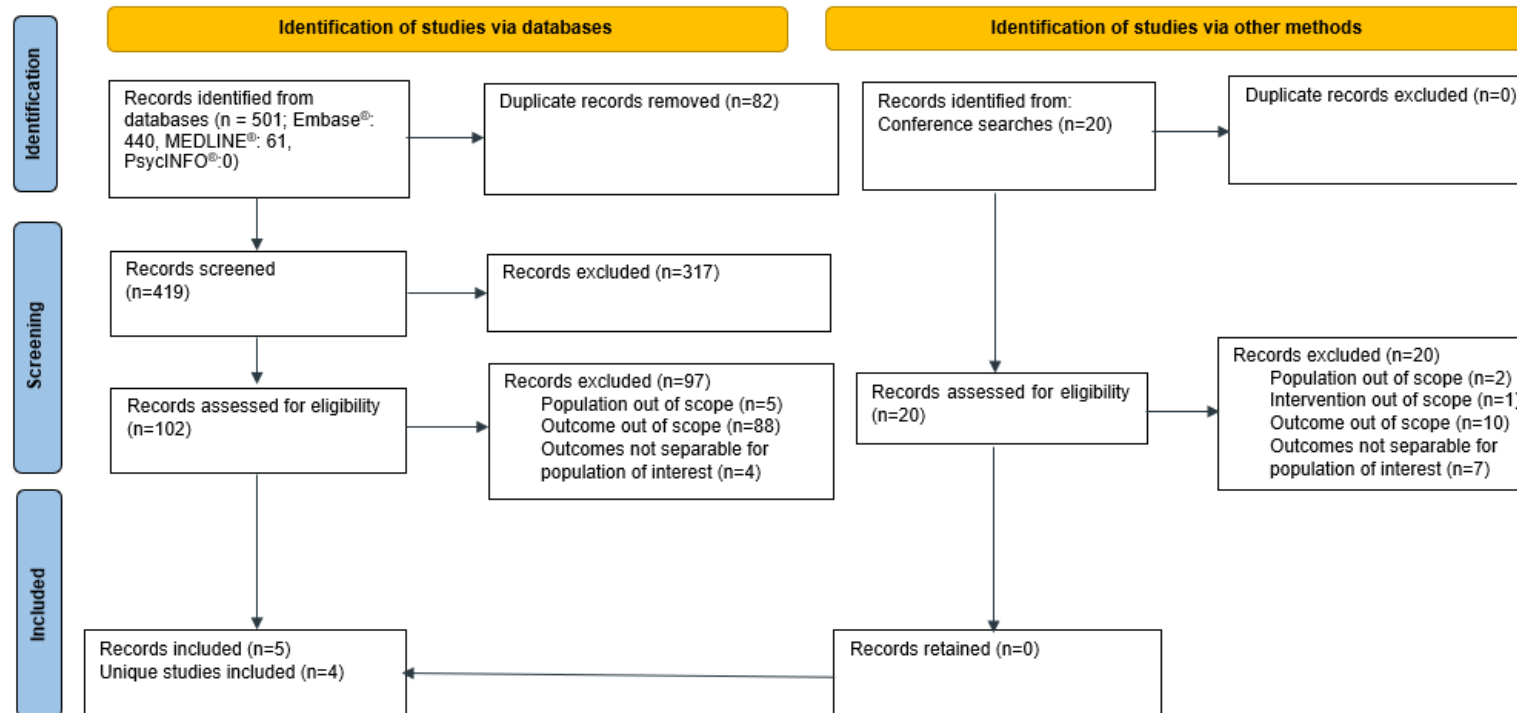 Identification of studies via databases
Identification of studies via other methods
Identification
Records identified from
databases (n = 501; Embase®:
440, MEDLINE®: 61,
PsycINFO®:0)
Duplicate records removed (n=82)
Records identified from:
Conference searches (n=20)
Duplicate records excluded (n=0)
Screening
Records screened
(n=419)
Records excluded (n=317)
Records assessed for eligibility
(n=102)
Records excluded (n=97)
Population out of scope (n=5)
Outcome out of scope (n=88)
Outcomes not separable for
population of interest (n=4)
Records assessed for eligibility
(n=20)
Records excluded (n=20)
Population out of scope (n=2)
Intervention out of scope (n=1)
Outcome out of scope (n=10)
Outcomes not separable for
population of interest (n=7)
Included
Records included (n=5)
Unique studies included (n=4)
Records retained (n=0)